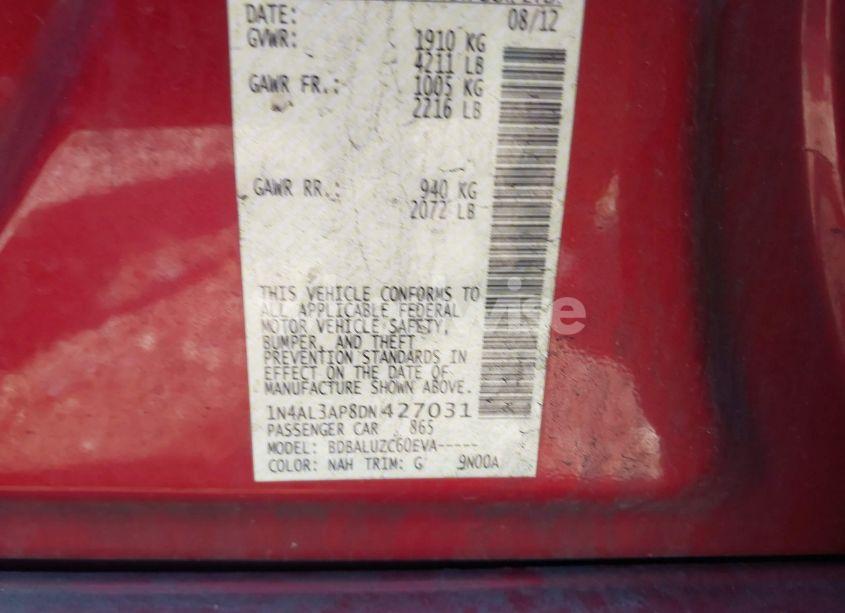 DATE: 08/12
GVWR: 1910 KG
4211 LB
GAWR FR.: 1005 KG
2216 LB
GAWR RR.: 940 KG
2072 LB
THIS VEHICLE CONFORMS TO
ALL APPLICABLE FEDERAL
MOTOR VEHICLE SAFETY,
BUMPER, AND THEFT
PREVENTION STANDARDS IN
EFFECT ON THE DATE OF
MANUFACTURE SHOWN ABOVE.
1N4AL3AP8DN427031
PASSENGER CAR 865
MODEL: BDBALUZC60EVA-----
COLOR: NAH TRIM: G 9N00A